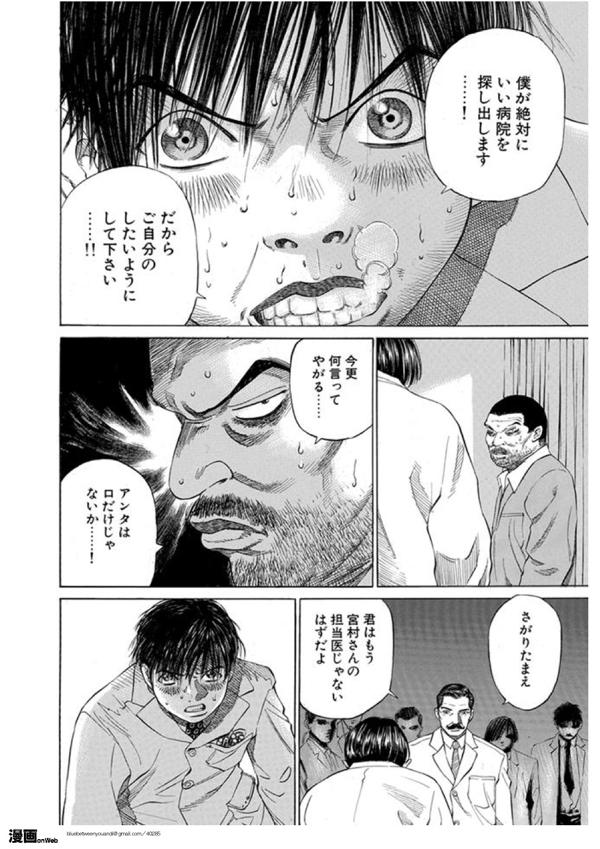 僕が絶対に
いい病院を
探し出します
……!
だから
ご自分の
したいように
して下さい
……!!
今更
何言って
やがる……
アンタは
口だけじゃ
ないか……!
さがりたまえ
君はもう
宮村さんの
担当医じゃない
はずだよ
漫画onWeb
bluebetweenyouandi@gmail.com / 40285